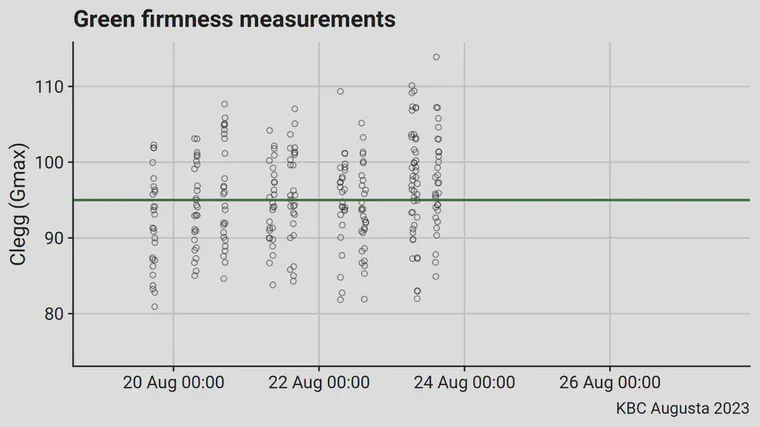 Green firmness measurements
Clegg (Gmax)
110
100
90
80
20 Aug 00:00
22 Aug 00:00
24 Aug 00:00
26 Aug 00:00
KBC Augusta 2023